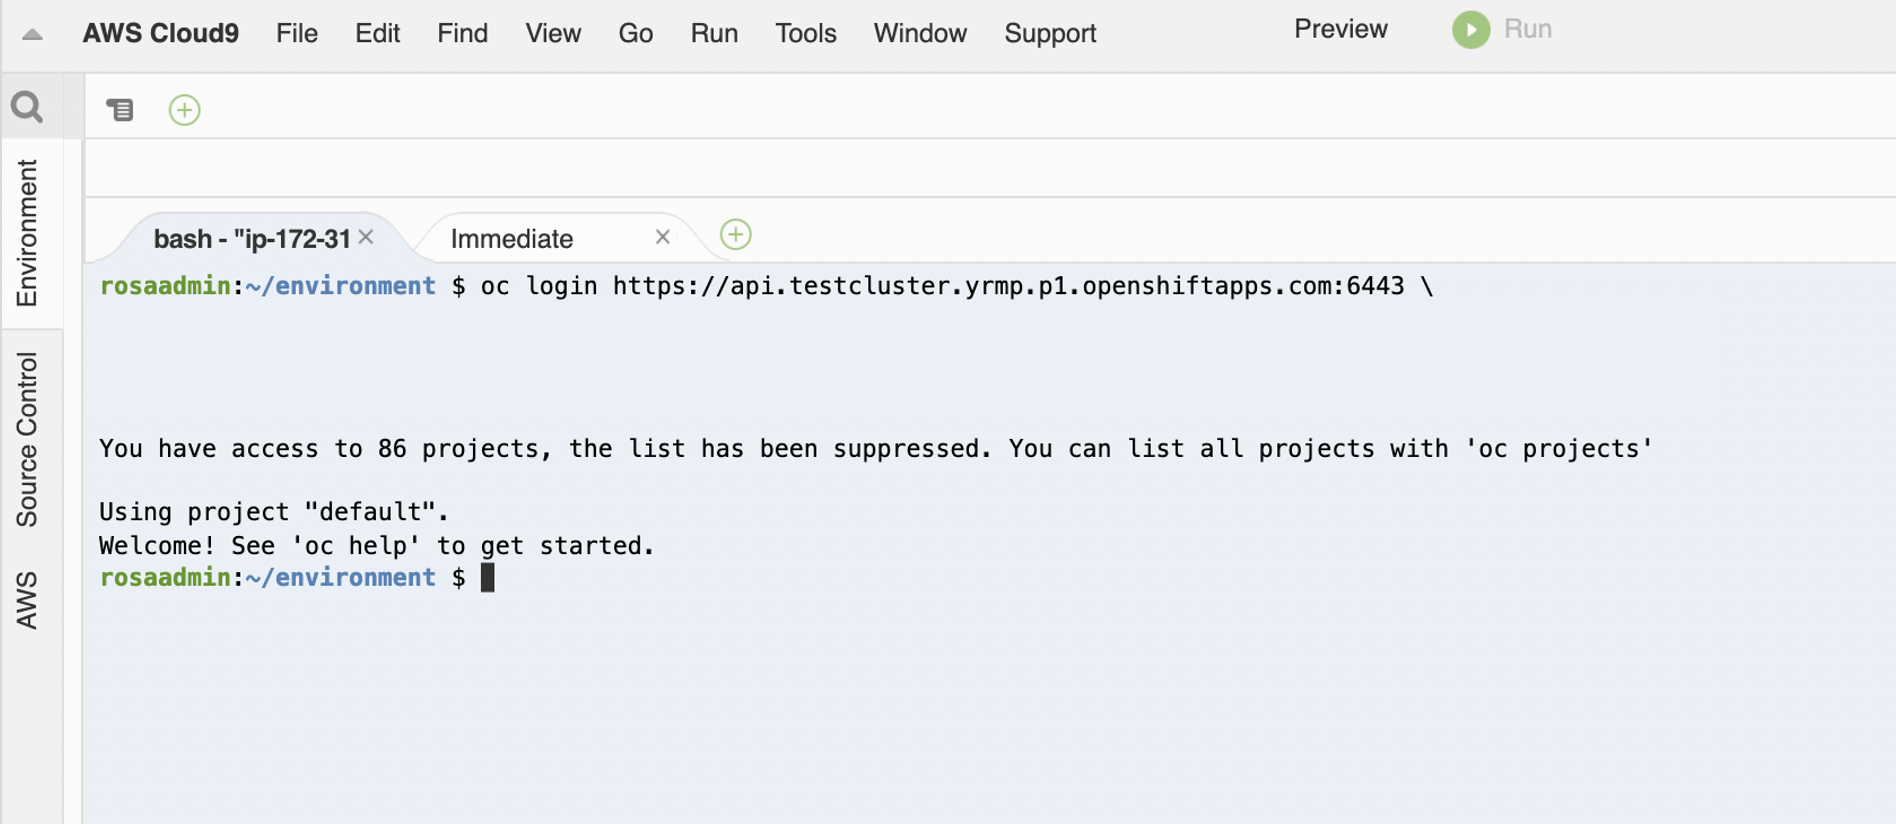 AWS Cloud9 File Edit Find View Go Run Tools Window Support Preview Run
bash - "ip-172-31 Immediate
Environment
Source Control
AWS
rosaadmin:~/environment $ oc login https://api.testcluster.yrmp.p1.openshiftapps.com:6443 \
You have access to 86 projects, the list has been suppressed. You can list all projects with 'oc projects'
Using project "default".
Welcome! See 'oc help' to get started.
rosaadmin:~/environment $